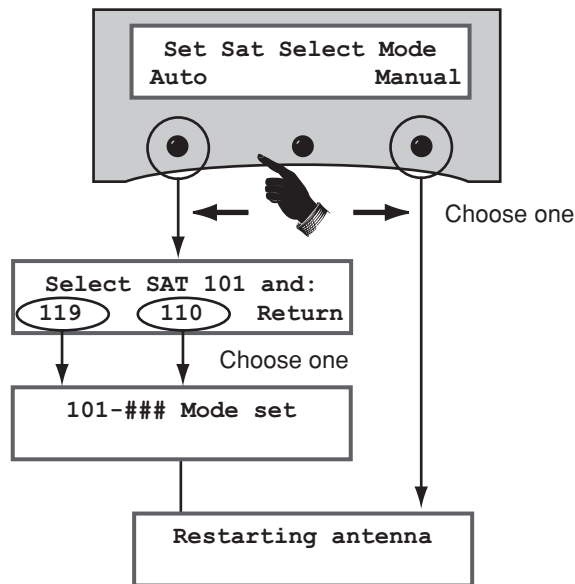 Set Sat Select Mode
Auto Manual
Choose one
Select SAT 101 and:
119 110 Return
Choose one
101-### Mode set
Restarting antenna